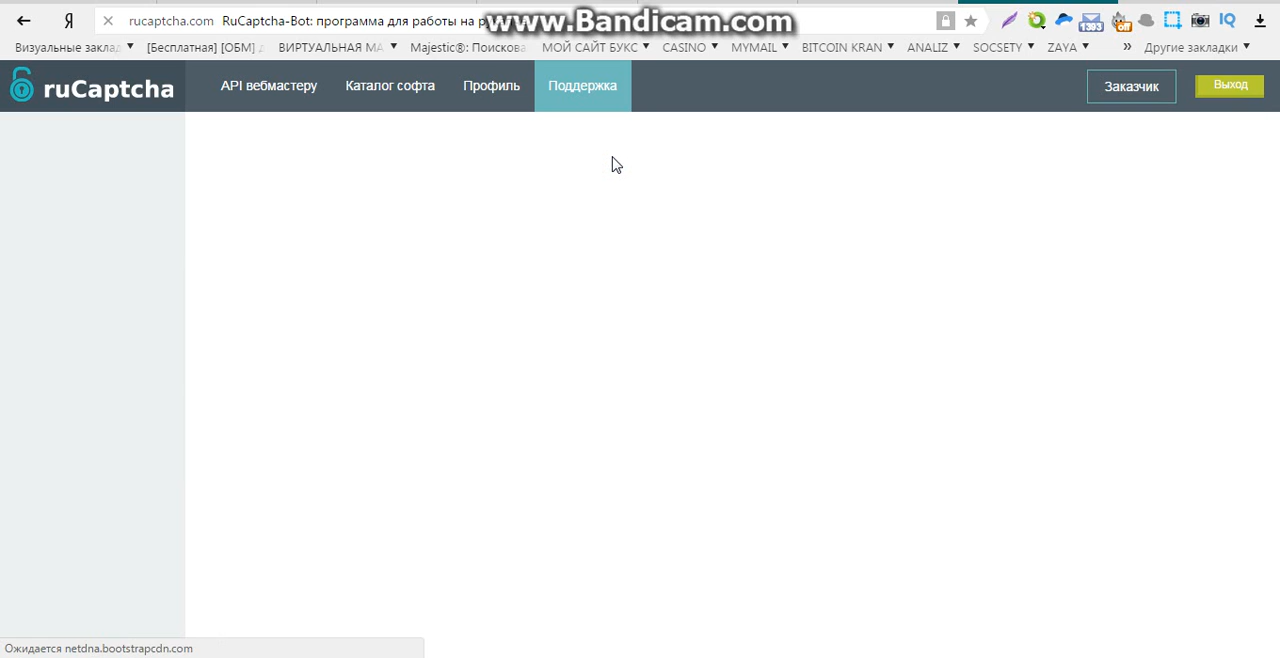 www.Bandicam.com
Я rucaptcha.com RuCaptcha-Bot: программа для работы на
1393 off IQ
Визуальные заклад [Бесплатная] [ОБМ] ВИРТУАЛЬНАЯ МА Majestic®: Поискова МОЙ САЙТ БУКС CASINO MYMAIL BITCOIN KRAN ANALIZ SOCSETY ZAYA » Другие закладки
ruCaptcha API вебмастеру Каталог софта Профиль Поддержка Заказчик Выход
Ожидается netdna.bootstrapcdn.com